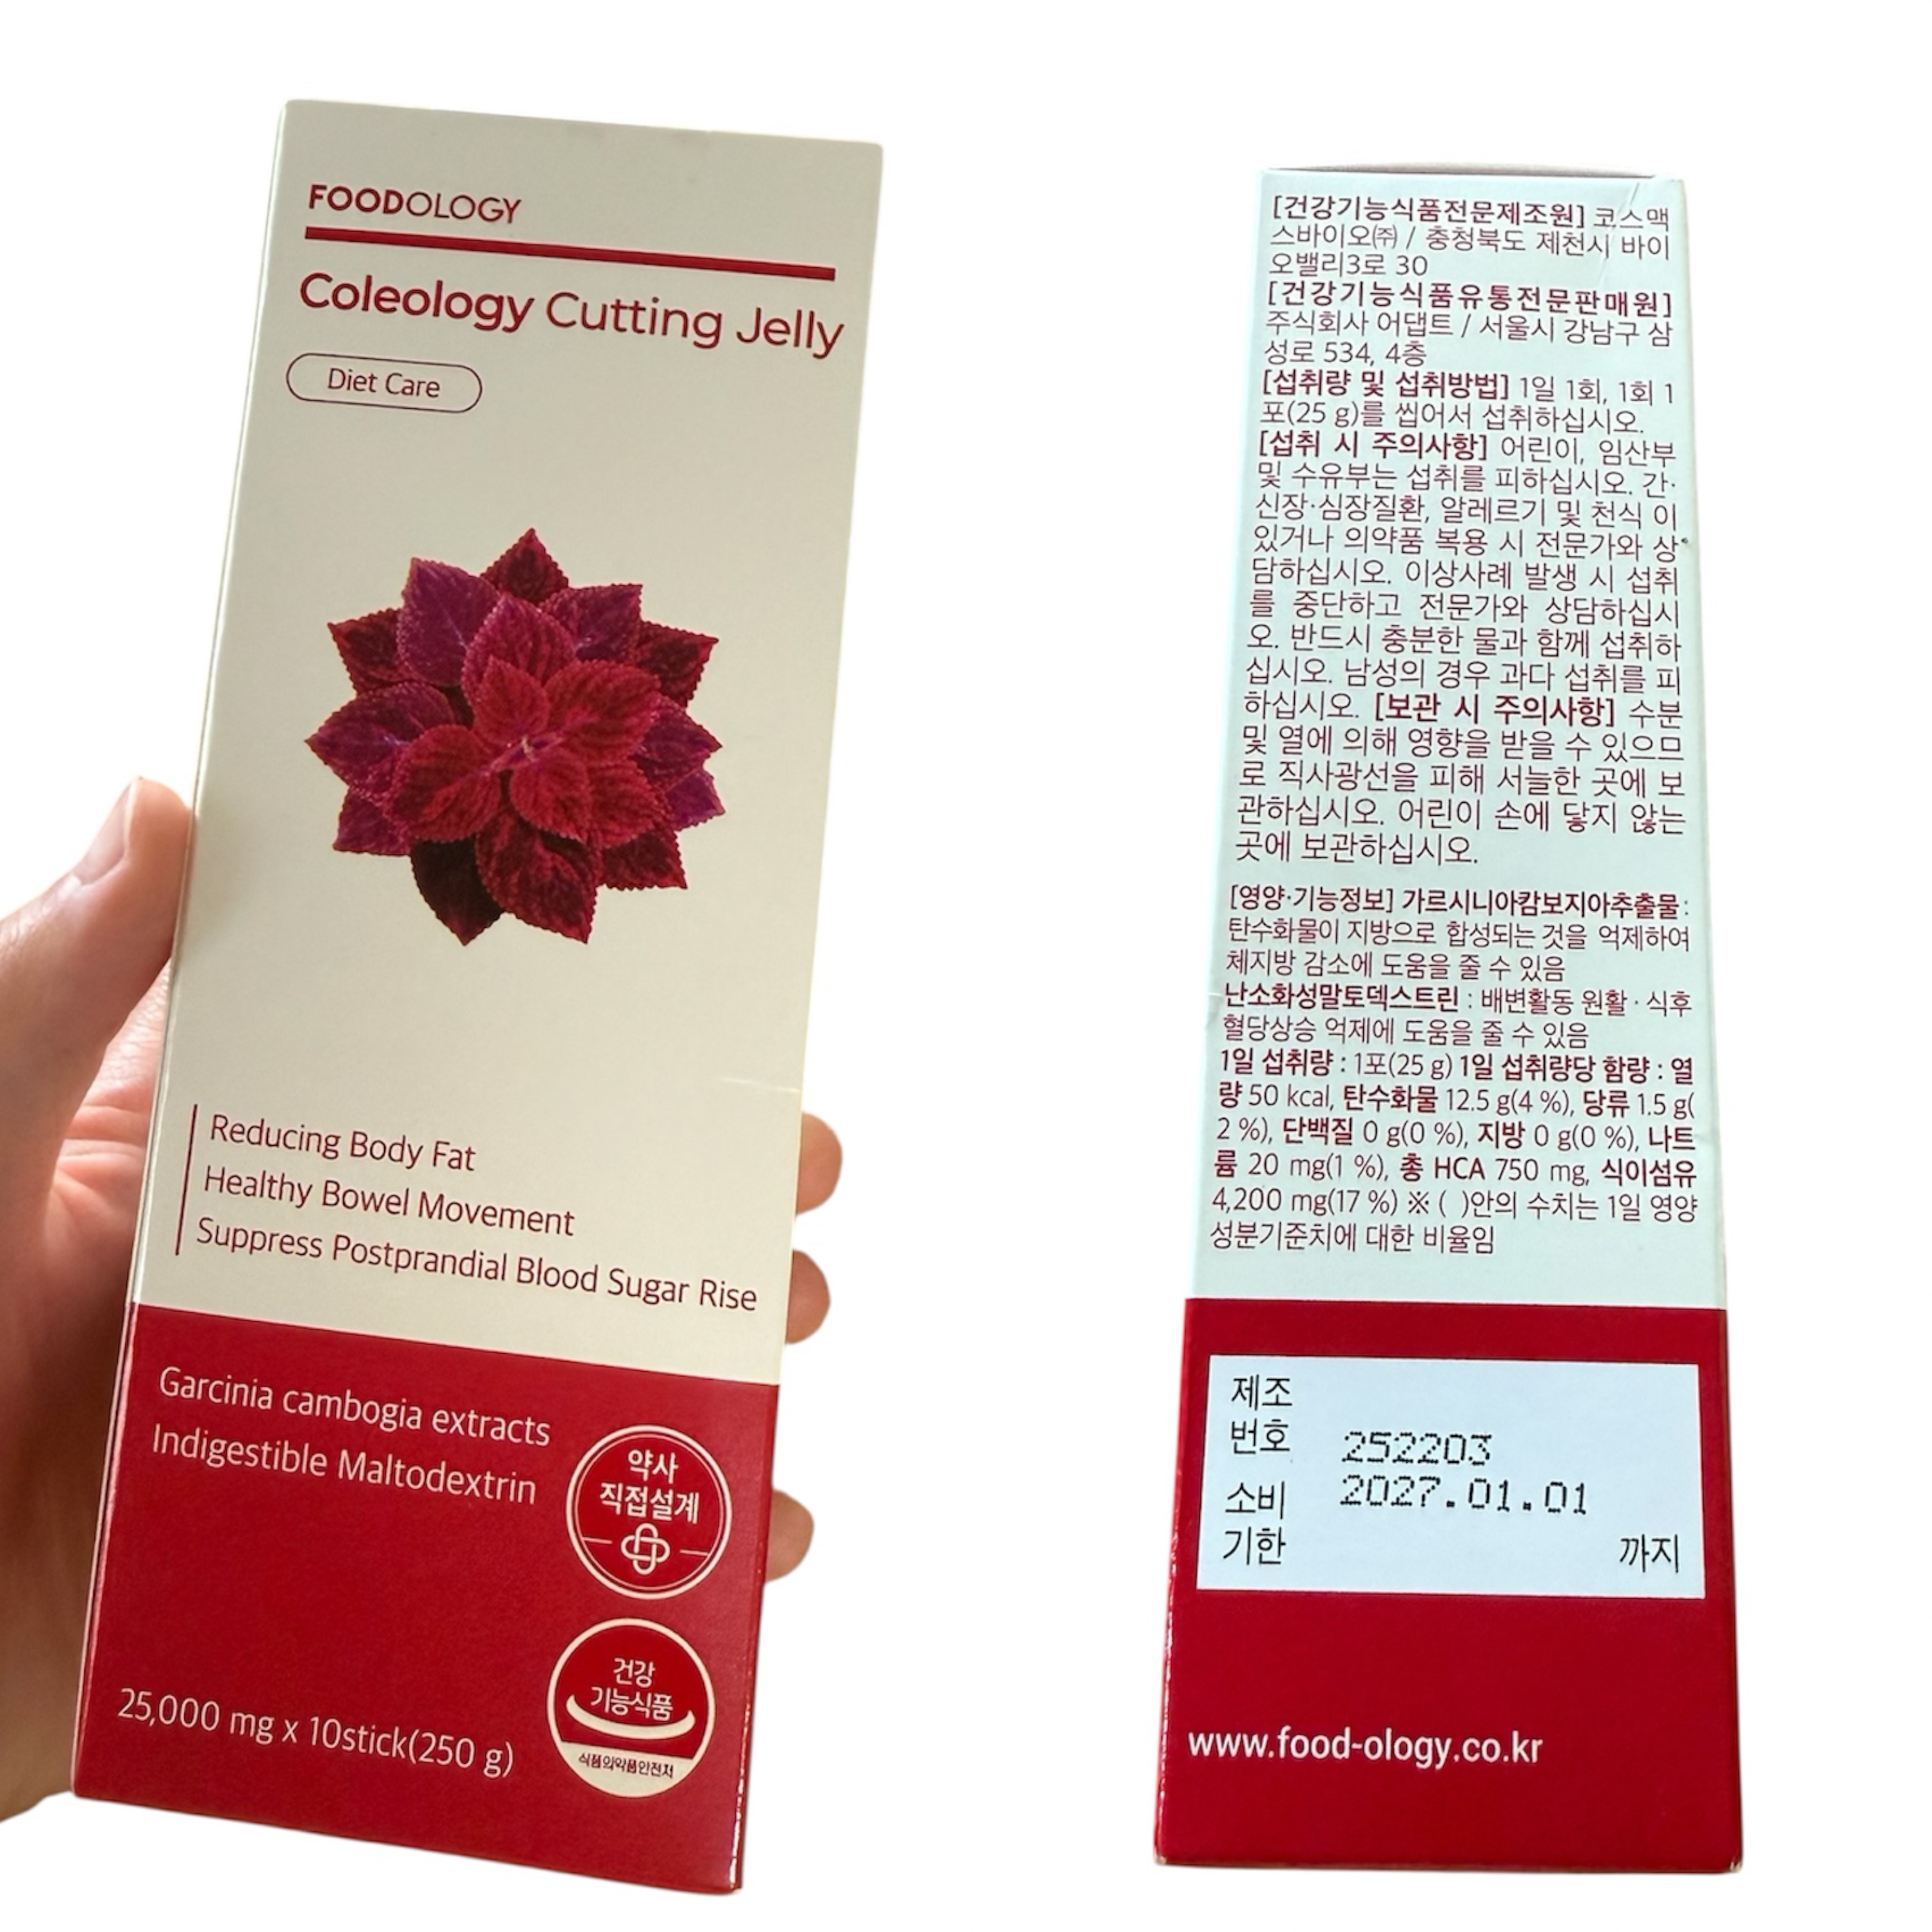 FOODOLOGY
Coleology Cutting Jelly
Diet Care
Reducing Body Fat
Healthy Bowel Movement
Suppress Postprandial Blood Sugar Rise
Garcinia cambogia extracts
Indigestible Maltodextrin
약사
직접설계
건강
기능식품
식품의약품안전처
25,000 mg x 10stick(250 g)
[건강기능식품전문제조원] 코스맥
스바이오㈜ / 충청북도 제천시 바이
오밸리3로 30
[건강기능식품유통전문판매원]
주식회사 어댑트 / 서울시 강남구 삼
성로 534, 4층
[섭취량 및 섭취방법] 1일 1회, 1회 1
포(25 g)를 씹어서 섭취하십시오.
[섭취 시 주의사항] 어린이, 임산부
및 수유부는 섭취를 피하십시오. 간·
신장·심장질환, 알레르기 및 천식 이
있거나 의약품 복용 시 전문가와 상
담하십시오. 이상사례 발생 시 섭취
를 중단하고 전문가와 상담하십시
오. 반드시 충분한 물과 함께 섭취하
십시오. 남성의 경우 과다 섭취를 피
하십시오. [보관 시 주의사항] 수분
및 열에 의해 영향을 받을 수 있으므
로 직사광선을 피해 서늘한 곳에 보
관하십시오. 어린이 손에 닿지 않는
곳에 보관하십시오.
[영양·기능정보] 가르시니아캄보지아추출물 :
탄수화물이 지방으로 합성되는 것을 억제하여
체지방 감소에 도움을 줄 수 있음
난소화성말토덱스트린 : 배변활동 원활 · 식후
혈당상승 억제에 도움을 줄 수 있음
1일 섭취량 : 1포(25 g) 1일 섭취량당 함량 : 열
량 50 kcal, 탄수화물 12.5 g(4 %), 당류 1.5 g(
2 %), 단백질 0 g(0 %), 지방 0 g(0 %), 나트
륨 20 mg(1 %), 총 HCA 750 mg, 식이섬유
4,200 mg(17 %) ※ ( )안의 수치는 1일 영양
성분기준치에 대한 비율임
제조
번호 252203
소비 2027.01.01
기한 까지
www.food-ology.co.kr